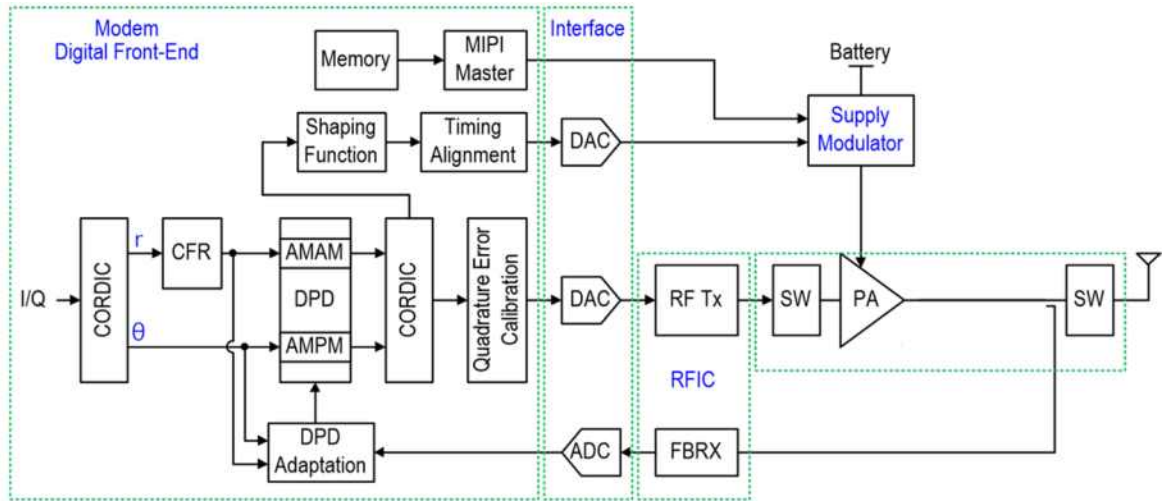 Modem
Digital Front-End
Interface
Memory
MIPI
Master
Battery
Supply
Modulator
Shaping
Function
Timing
Alignment
DAC
I/Q
CORDIC
r
θ
CFR
AMAM
DPD
AMPM
CORDIC
Quadrature Error
Calibration
DAC
RF Tx
SW
PA
SW
RFIC
DPD
Adaptation
ADC
FBRX